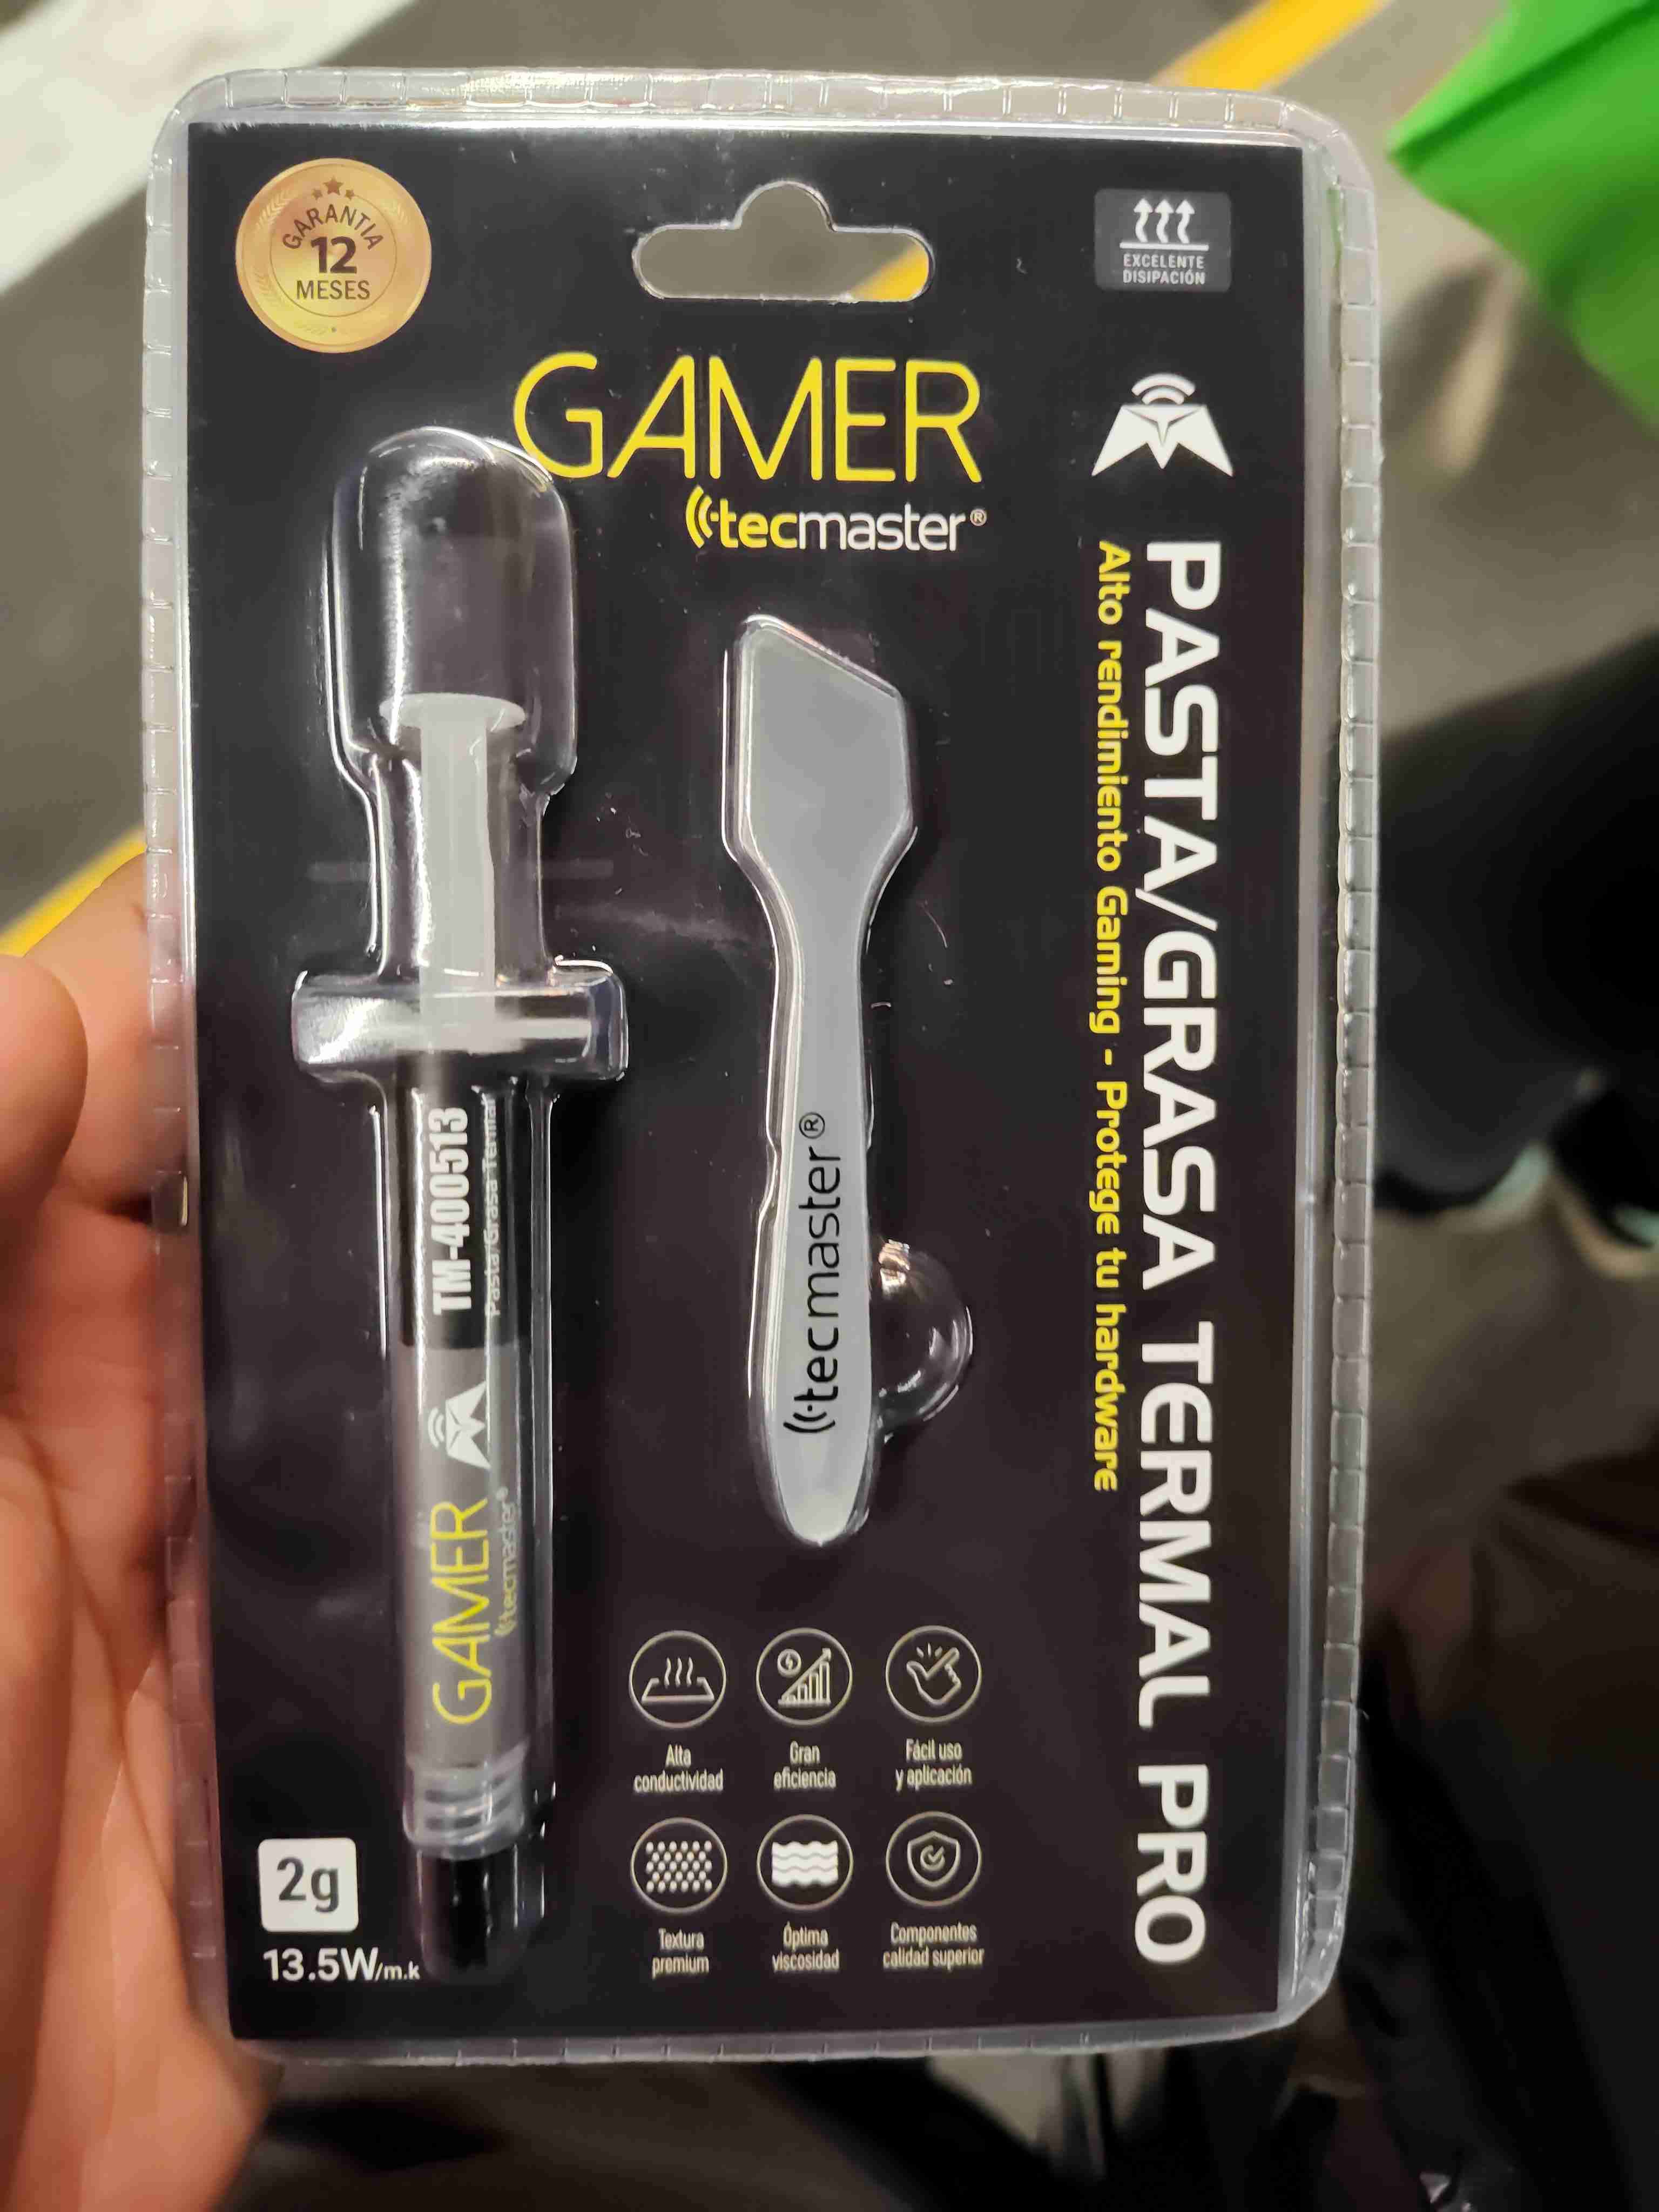 GARANTIA
12
MESES
EXCELENTE
DISIPACIÓN
GAMER
tecmaster®
PASTA/GRASA TERMAL PRO
Alto rendimiento Gaming - Protege tu hardware
TM-400513
Pasta/Grasa Termal
GAMER
tecmaster®
tecmaster®
Alta
conductividad
Gran
eficiencia
Fácil uso
y aplicación
Textura
premium
Óptima
viscosidad
Componentes
calidad superior
2g
13.5W/m.k